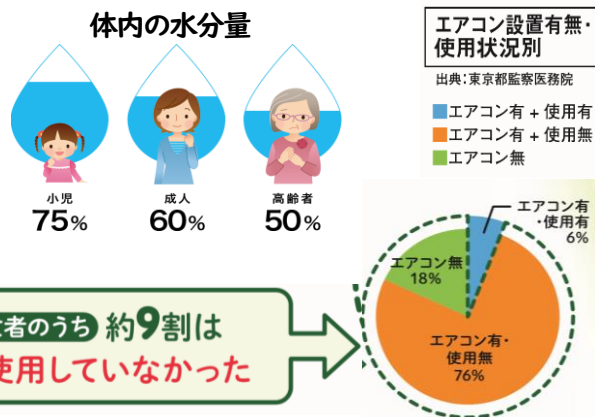 体内の水分量
小児
75%
成人
60%
高齢者
50%
エアコン設置有無・
使用状況別
出典：東京都監察医務院
エアコン有 + 使用有
エアコン有 + 使用無
エアコン無
エアコン有
・使用有
6%
エアコン無
18%
エアコン有・
使用無
76%
者のうち 約9割は
使用していなかった